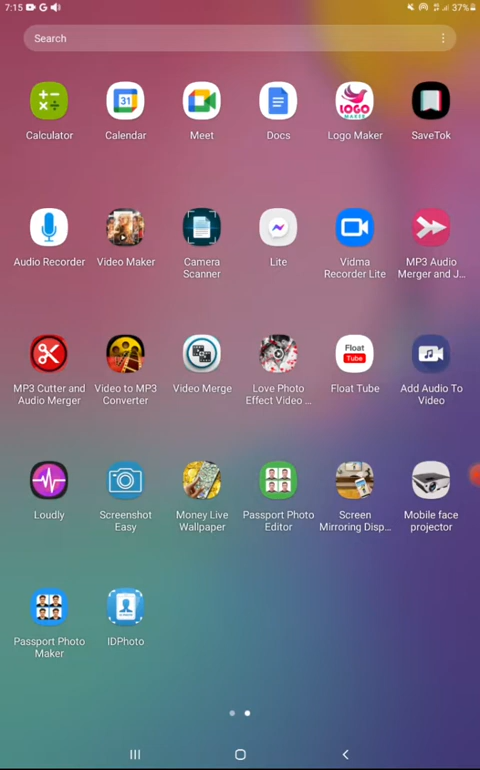 7:15 G 37%
Search
31
LOGO
MAKER
Calculator Calendar Meet Docs Logo Maker SaveTok
Audio Recorder Video Maker Camera Lite Vidma MP3 Audio
Scanner Recorder Lite Merger and J...
Float
Tube
MP3 Cutter and Video to MP3 Video Merge Love Photo Float Tube Add Audio To
Audio Merger Converter Effect Video ... Video
Loudly Screenshot Money Live Passport Photo Screen Mobile face
Easy Wallpaper Editor Mirroring Disp... projector
Passport Photo IDPhoto
Maker